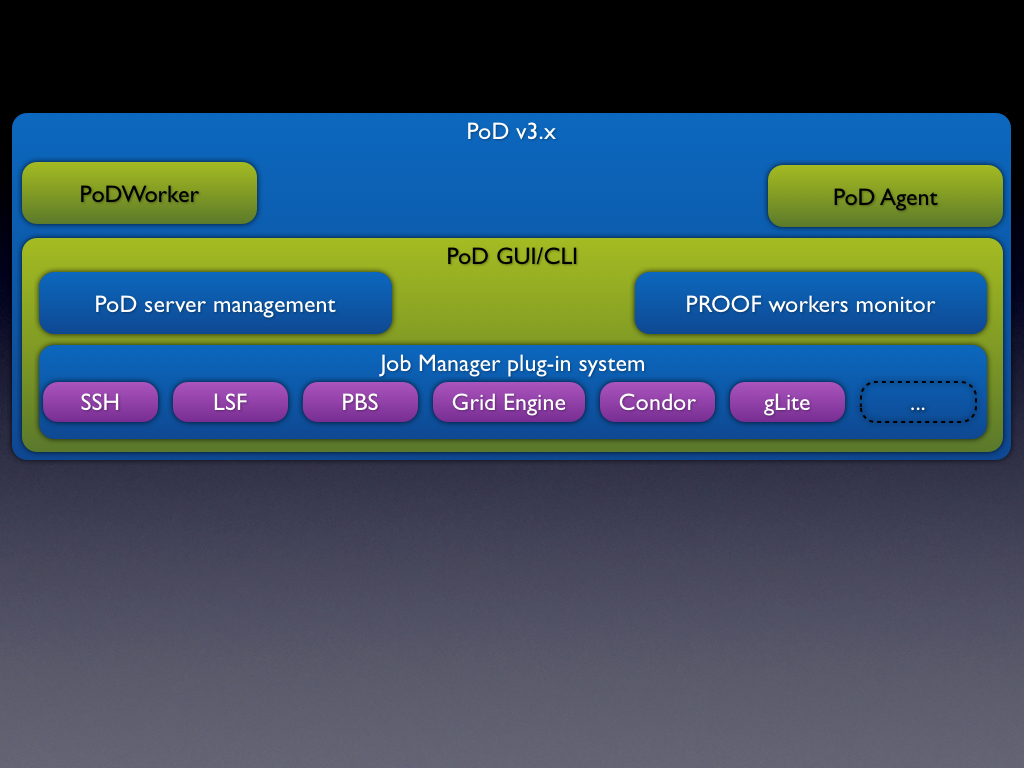 PoD v3.x
PoDWorker
PoD Agent
PoD GUI/CLI
PoD server management
PROOF workers monitor
Job Manager plug-in system
SSH
LSF
PBS
Grid Engine
Condor
gLite
...